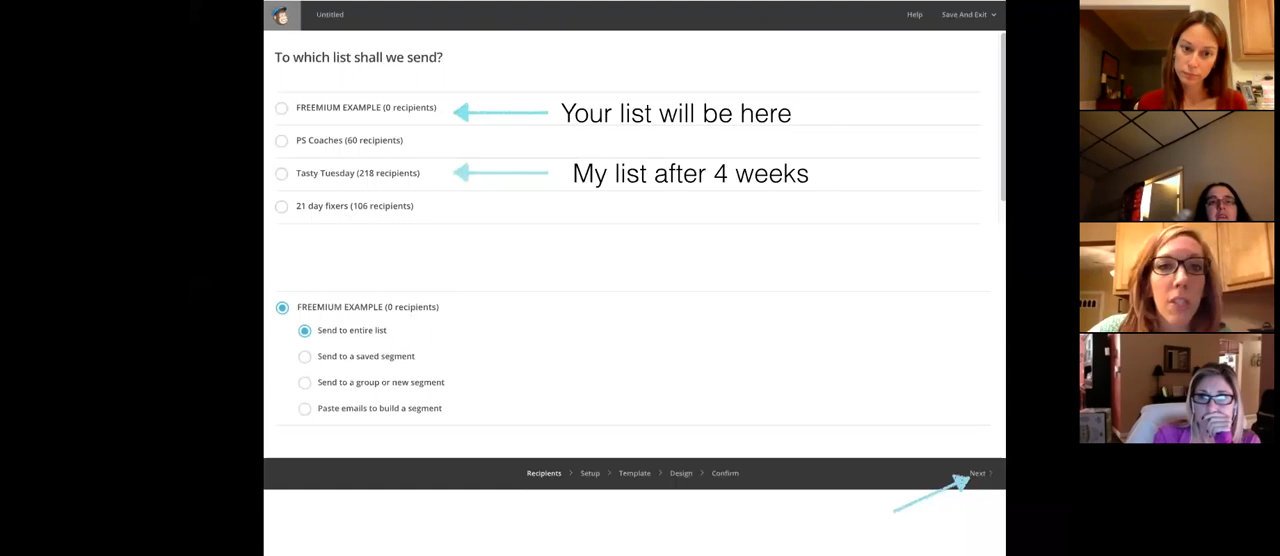 Untitled
Help
Save And Exit
To which list shall we send?
FREEMIUM EXAMPLE (0 recipients)
Your list will be here
PS Coaches (60 recipients)
Tasty Tuesday (218 recipients)
My list after 4 weeks
21 day fixers (106 recipients)
FREEMIUM EXAMPLE (0 recipients)
Send to entire list
Send to a saved segment
Send to a group or new segment
Paste emails to build a segment
Recipients > Setup > Template > Design > Confirm
Next >